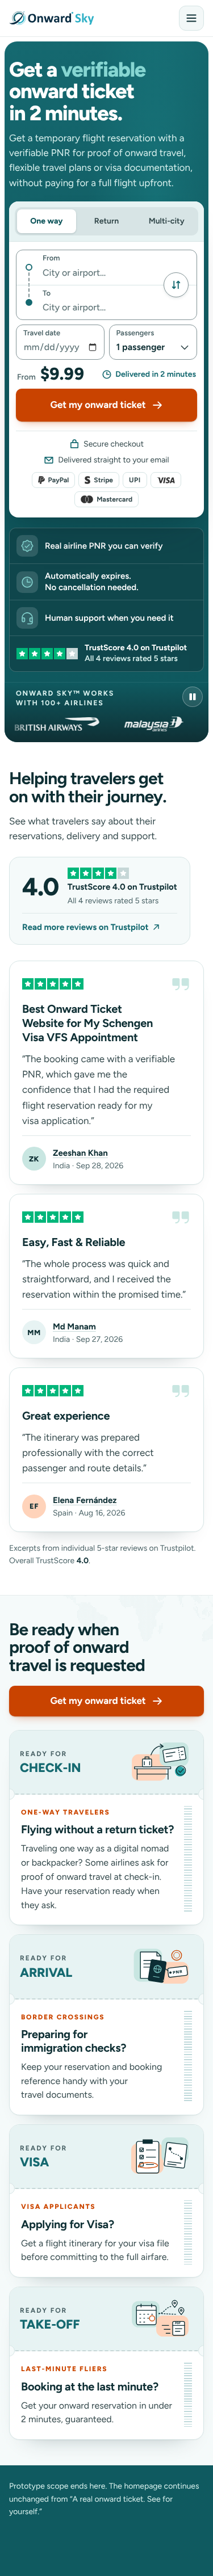 Onward Sky
Get a verifiable
onward ticket
in 2 minutes.
Get a temporary flight reservation with a
verifiable PNR for proof of onward travel,
flexible travel plans or visa documentation,
without paying for a full flight upfront.
One way
Return
Multi-city
From
City or airport...
To
City or airport...
Travel date
mm/dd/yyyy
Passengers
1 passenger
From $9.99
Delivered in 2 minutes
Get my onward ticket →
Secure checkout
Delivered straight to your email
PayPal
Stripe
UPI
VISA
Mastercard
Real airline PNR you can verify
Automatically expires.
No cancellation needed.
Human support when you need it
TrustScore 4.0 on Trustpilot
All 4 reviews rated 5 stars
ONWARD SKY™ WORKS
WITH 100+ AIRLINES
BRITISH AIRWAYS
malaysia
airlines
Helping travelers get
on with their journey.
See what travelers say about their
reservations, delivery and support.
4.0
TrustScore 4.0 on Trustpilot
All 4 reviews rated 5 stars
Read more reviews on Trustpilot ↗
Best Onward Ticket
Website for My Schengen
Visa VFS Appointment
“The booking came with a verifiable
PNR, which gave me the
confidence that I had the required
flight reservation ready for my
visa application.”
ZK
Zeeshan Khan
India · Sep 28, 2026
Easy, Fast & Reliable
“The whole process was quick and
straightforward, and I received the
reservation within the promised time.”
MM
Md Manam
India · Sep 27, 2026
Great experience
“The itinerary was prepared
professionally with the correct
passenger and route details.”
EF
Elena Fernández
Spain · Aug 16, 2026
Excerpts from individual 5-star reviews on Trustpilot.
Overall TrustScore 4.0.
Be ready when
proof of onward
travel is requested
Get my onward ticket →
READY FOR
CHECK-IN
ONE-WAY TRAVELERS
Flying without a return ticket?
Traveling one way as a digital nomad
or backpacker? Some airlines ask for
proof of onward travel at check-in.
Have your reservation ready when
they ask.
READY FOR
ARRIVAL
PNR
BORDER CROSSINGS
Preparing for
immigration checks?
Keep your reservation and booking
reference handy with your
travel documents.
READY FOR
VISA
VISA APPLICANTS
Applying for Visa?
Get a flight itinerary for your visa file
before committing to the full airfare.
READY FOR
TAKE-OFF
LAST-MINUTE FLIERS
Booking at the last minute?
Get your onward reservation in under
2 minutes, guaranteed.
Prototype scope ends here. The homepage continues
unchanged from “A real onward ticket. See for
yourself.”